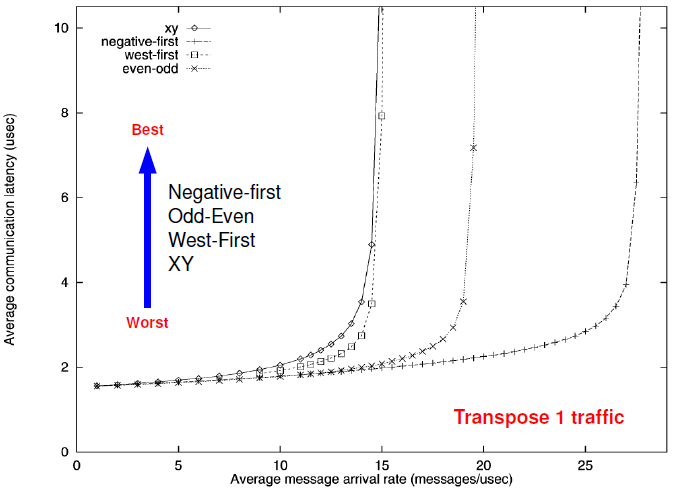 10
8
6
4
2
0
Average communication latency (usec)
xy
negative-first
west-first
even-odd
Best
Negative-first
Odd-Even
West-First
XY
Worst
Transpose 1 traffic
0
5
10
15
20
25
Average message arrival rate (messages/usec)